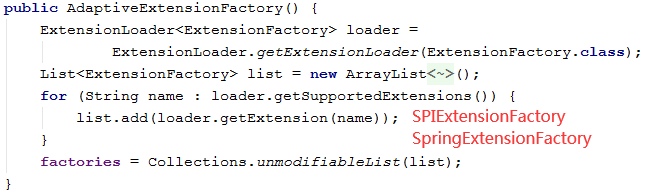 public AdaptiveExtensionFactory() {
ExtensionLoader<ExtensionFactory> loader =
ExtensionLoader.getExtensionLoader(ExtensionFactory.class);
List<ExtensionFactory> list = new ArrayList<~>();
for (String name : loader.getSupportedExtensions()) {
list.add(loader.getExtension(name)); SPIExtensionFactory
} SpringExtensionFactory
factories = Collections.unmodifiableList(list);
}